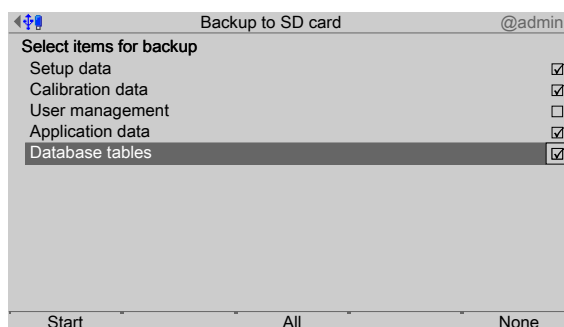 Backup to SD card @admin
Select items for backup
Setup data
Calibration data
User management
Application data
Database tables
Start All None